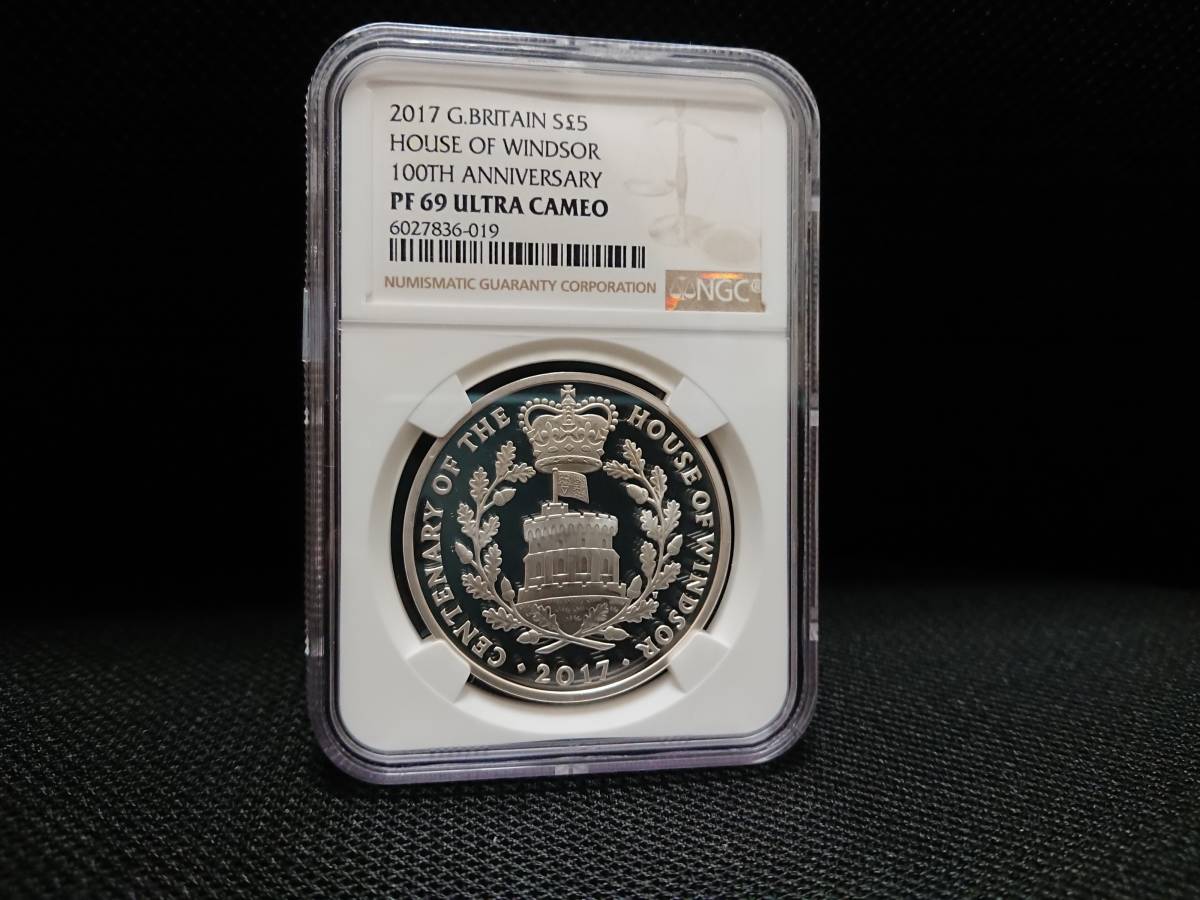 2017 G.BRITAIN S£5
HOUSE OF WINDSOR
100TH ANNIVERSARY
PF 69 ULTRA CAMEO
6027836-019
NUMISMATIC GUARANTY CORPORATION
NGC®
CENTENARY OF THE HOUSE OF WINDSOR
· 2017 ·